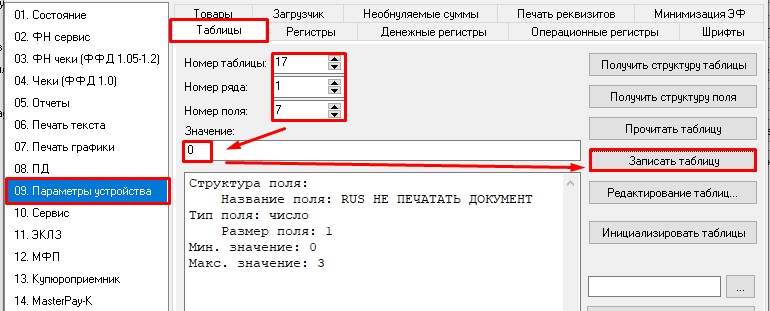 01. Состояние
02. ФН сервис
03. ФН чеки (ФФД 1.05-1.2)
04. Чеки (ФФД 1.0)
05. Отчеты
06. Печать текста
07. Печать графики
08. ПД
09. Параметры устройства
10. Сервис
11. ЭКЛЗ
12. МФП
13. Купюроприемник
14. MasterPay-K
Товары Загрузчик Необнуляемые суммы Печать реквизитов Минимизация ЭФ
Таблицы Регистры Денежные регистры Операционные регистры Шрифты
Номер таблицы: 17
Номер ряда: 1
Номер поля: 7
Значение:
0
Структура поля:
Название поля: RUS НЕ ПЕЧАТАТЬ ДОКУМЕНТ
Тип поля: число
Размер поля: 1
Мин. значение: 0
Макс. значение: 3
Получить структуру таблицы
Получить структуру поля
Прочитать таблицу
Записать таблицу
Редактирование таблиц...
Инициализировать таблицы
...